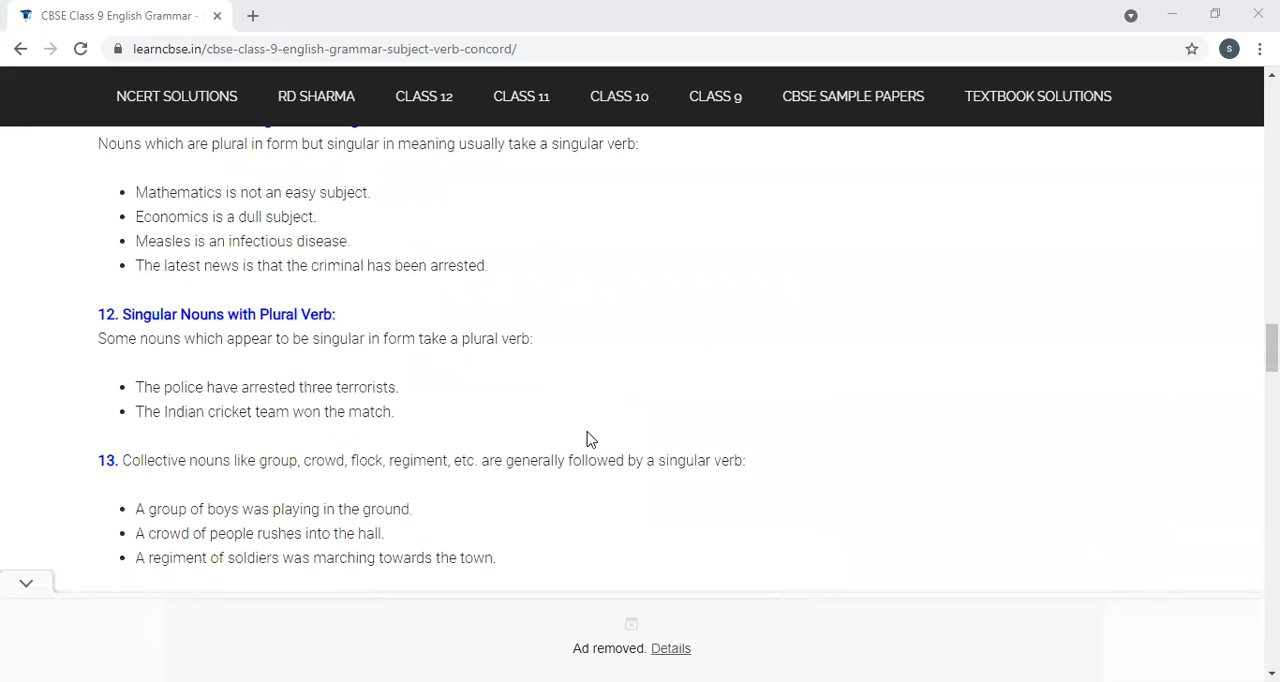 CBSE Class 9 English Grammar -
learncbse.in/cbse-class-9-english-grammar-subject-verb-concord/
S
NCERT SOLUTIONS RD SHARMA CLASS 12 CLASS 11 CLASS 10 CLASS 9 CBSE SAMPLE PAPERS TEXTBOOK SOLUTIONS
Nouns which are plural in form but singular in meaning usually take a singular verb:
• Mathematics is not an easy subject.
• Economics is a dull subject.
• Measles is an infectious disease.
• The latest news is that the criminal has been arrested.
12. Singular Nouns with Plural Verb:
Some nouns which appear to be singular in form take a plural verb:
• The police have arrested three terrorists.
• The Indian cricket team won the match.
13. Collective nouns like group, crowd, flock, regiment, etc. are generally followed by a singular verb:
• A group of boys was playing in the ground.
• A crowd of people rushes into the hall.
• A regiment of soldiers was marching towards the town.
Ad removed. Details